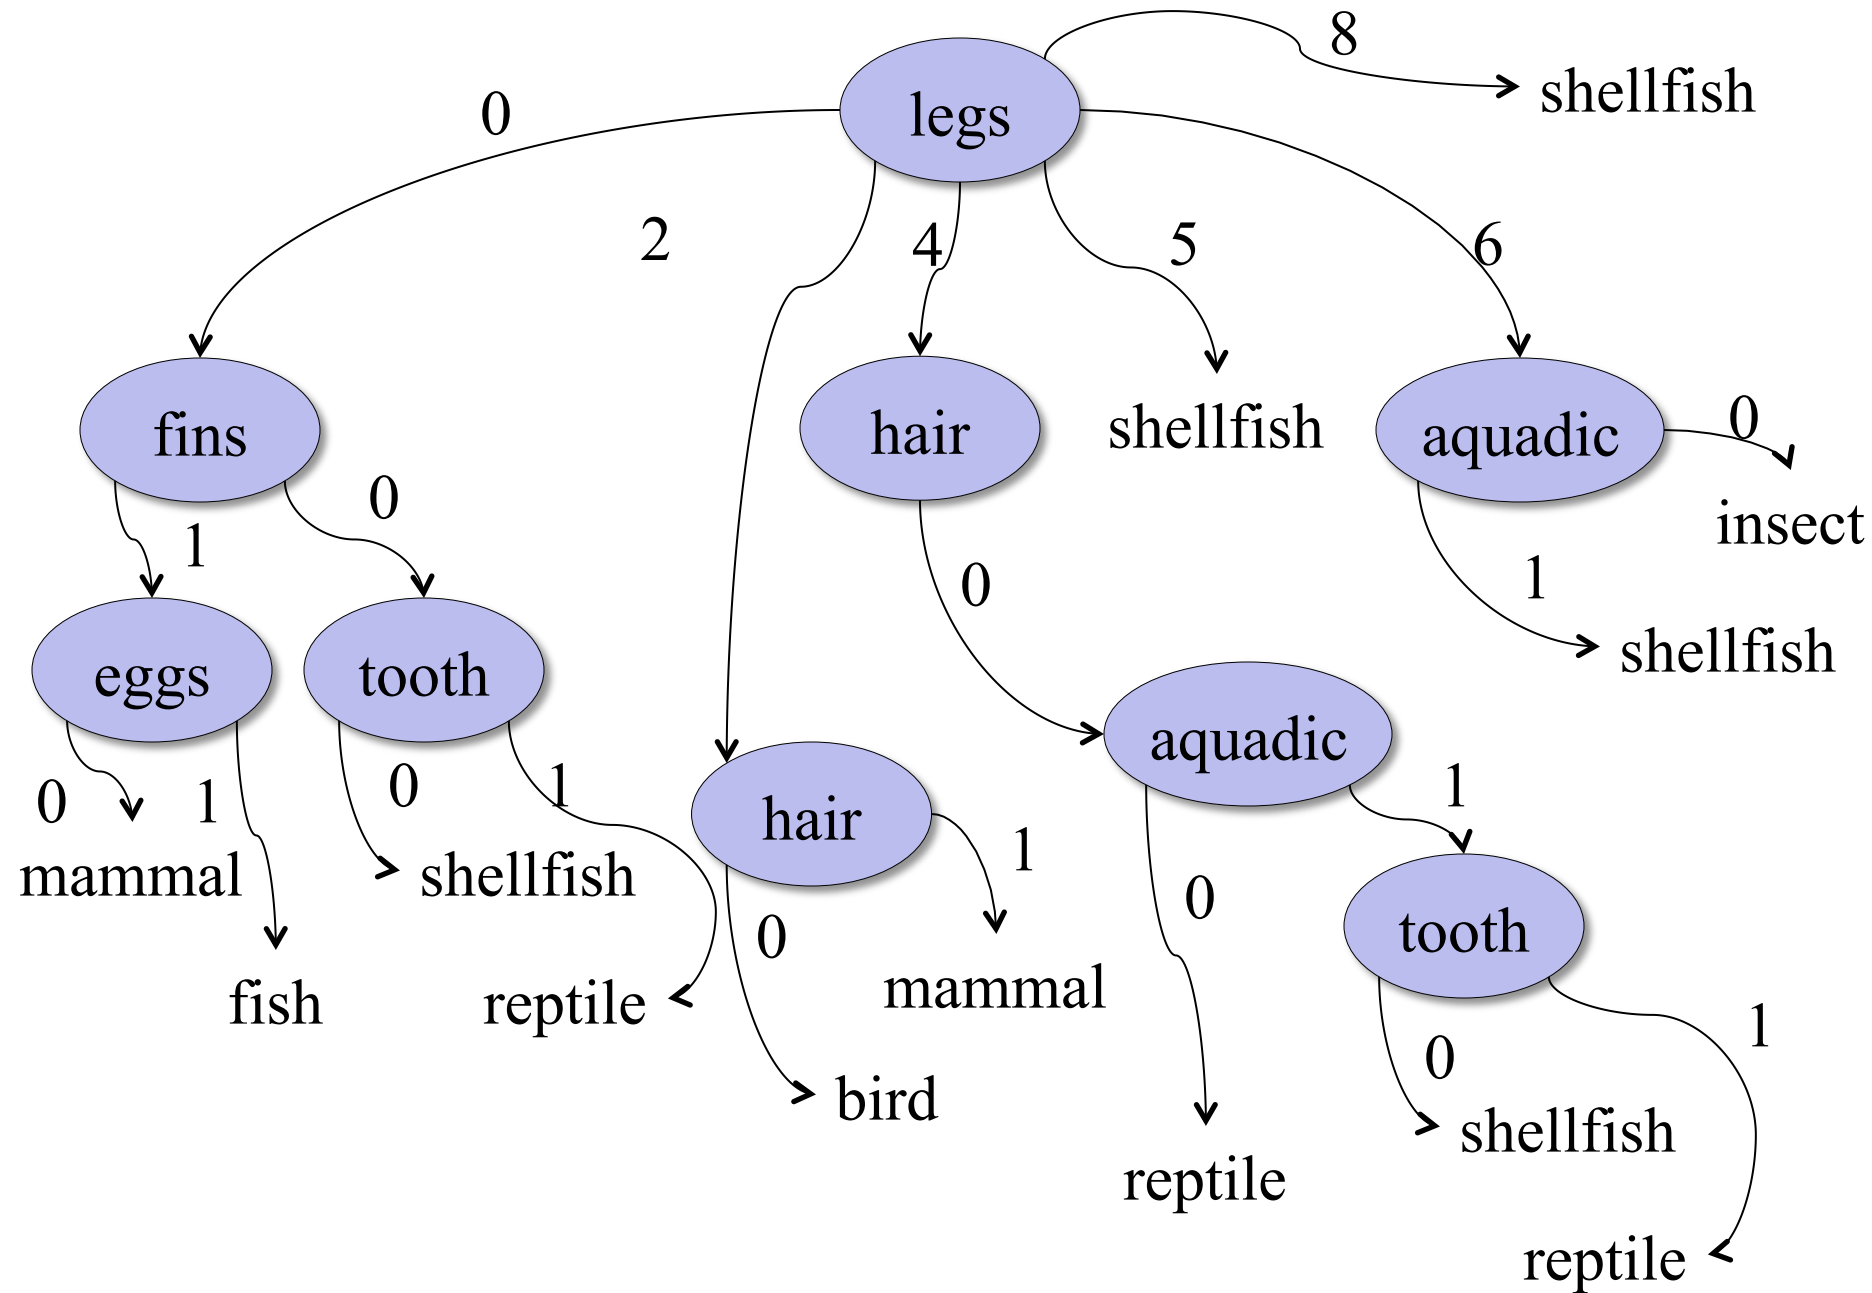 8
shellfish
legs
0
2
4
5
6
fins
hair
shellfish
aquadic
0
insect
1
0
0
1
shellfish
eggs
tooth
aquadic
0
1
0
1
hair
1
1
mammal
shellfish
0
0
tooth
fish
reptile
mammal
bird
0
1
shellfish
reptile
reptile